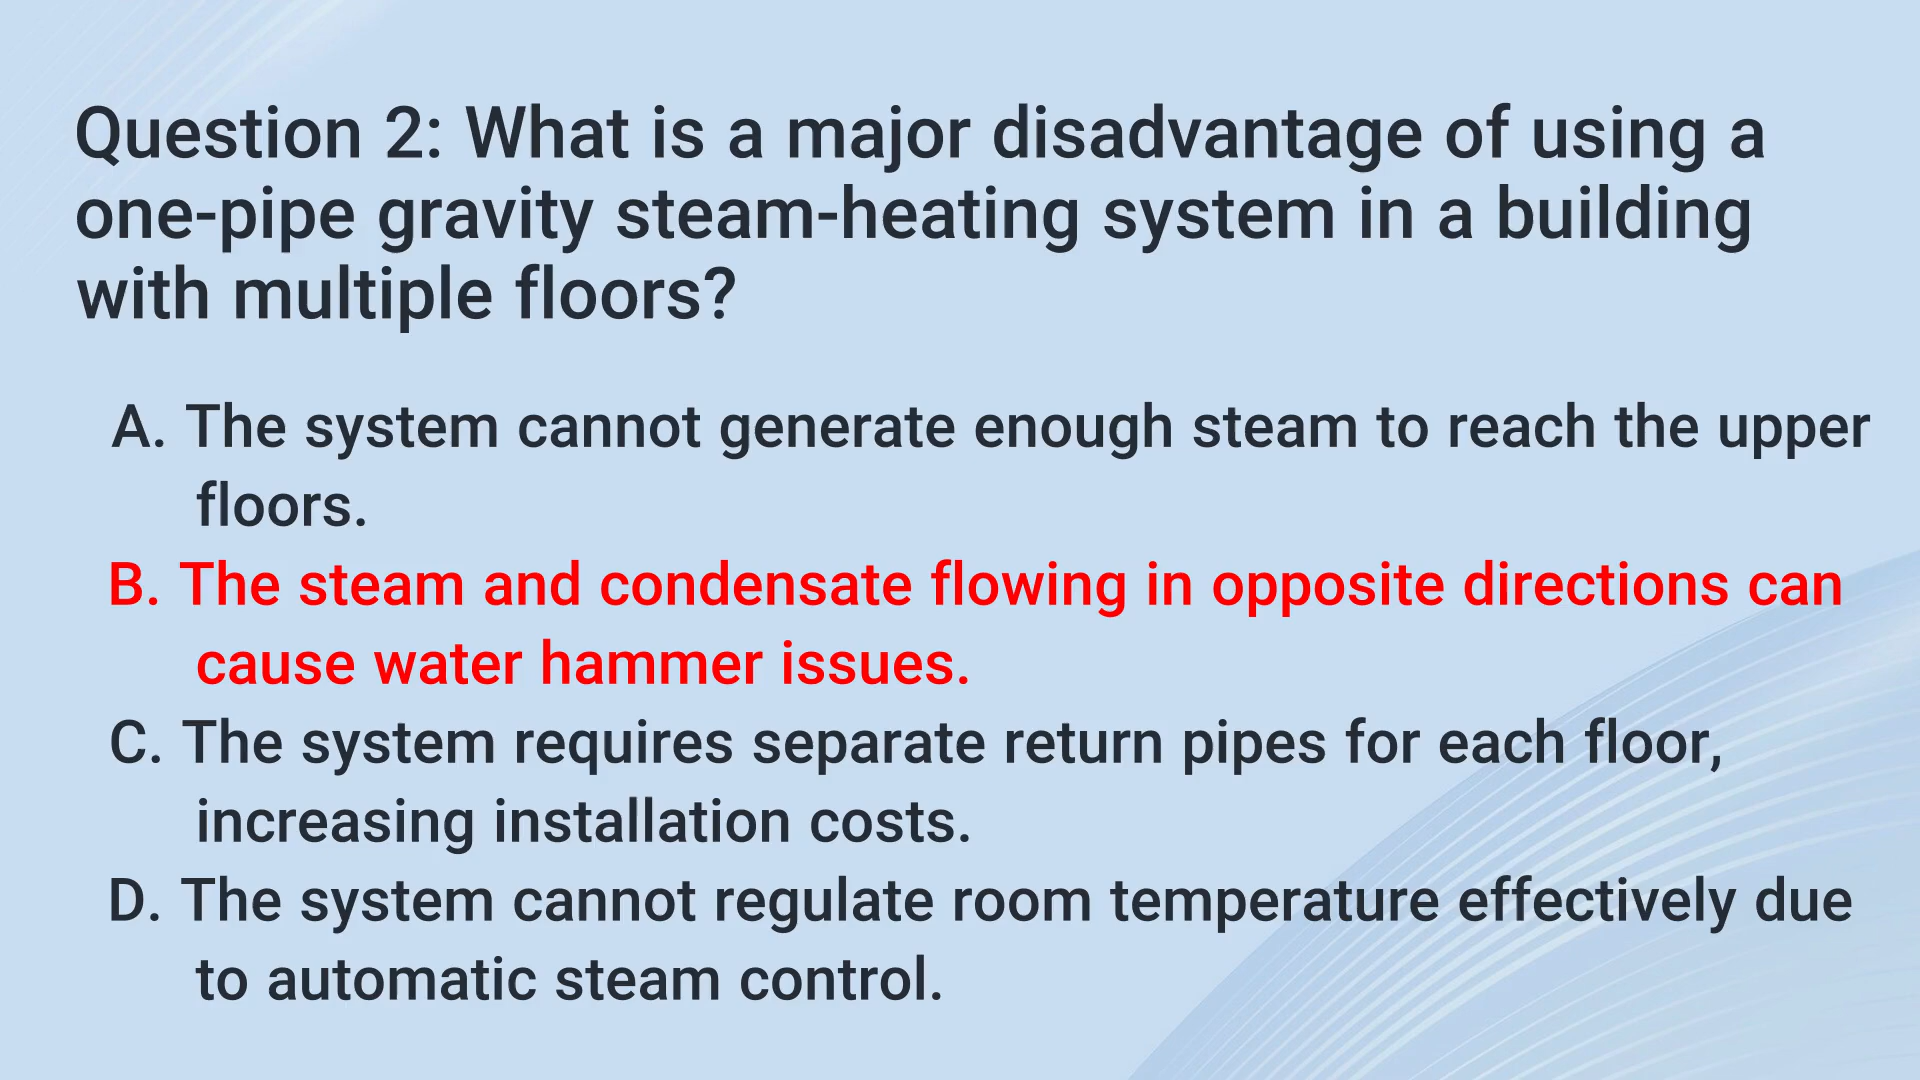 Question 2: What is a major disadvantage of using a
one-pipe gravity steam-heating system in a building
with multiple floors?
A. The system cannot generate enough steam to reach the upper
floors.
B. The steam and condensate flowing in opposite directions can
cause water hammer issues.
C. The system requires separate return pipes for each floor,
increasing installation costs.
D. The system cannot regulate room temperature effectively due
to automatic steam control.